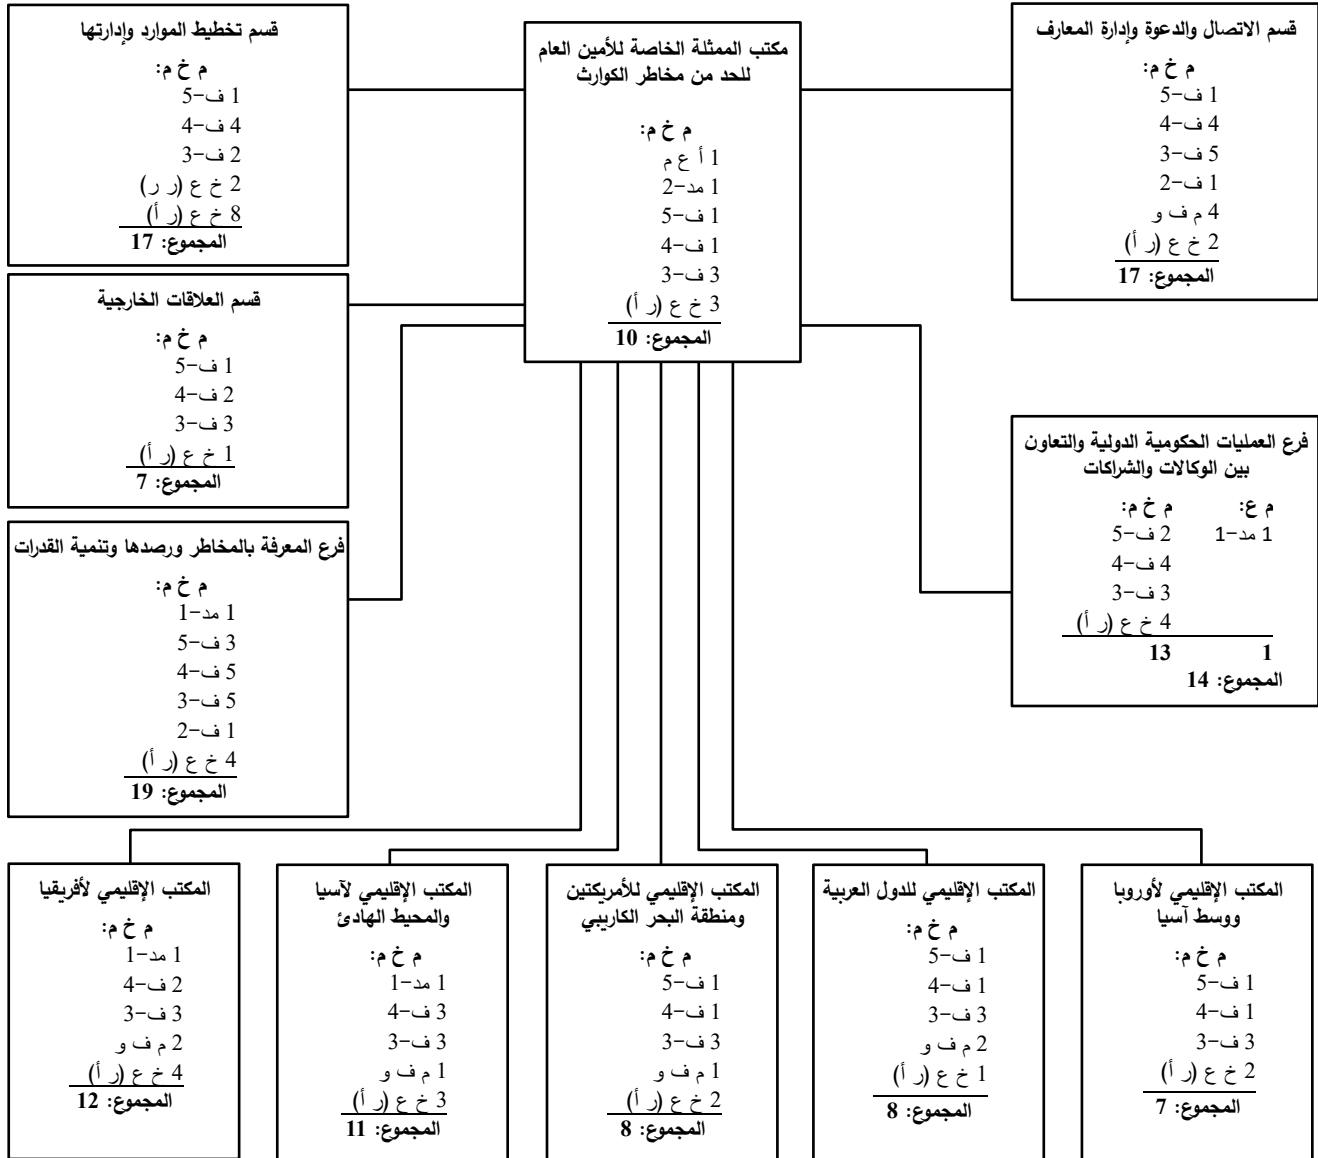 مكتب الممثلة الخاصة للأمين العام
للحد من مخاطر الكوارث
م خ م:
1 أ ع م
1 مد-2
1 ف-5
1 ف-4
3 ف-3
3 خ ع (ر أ)
المجموع: 10
قسم الاتصال والدعوة وإدارة المعارف
م خ م:
1 ف-5
4 ف-4
5 ف-3
1 ف-2
4 م ف و
2 خ ع (ر أ)
المجموع: 17
قسم تخطيط الموارد وإدارتها
م خ م:
1 ف-5
4 ف-4
2 ف-3
2 خ ع (ر ر)
8 خ ع (ر أ)
المجموع: 17
قسم العلاقات الخارجية
م خ م:
1 ف-5
2 ف-4
3 ف-3
1 خ ع (ر أ)
المجموع: 7
فرع العمليات الحكومية الدولية والتعاون
بين الوكالات والشراكات
م ع: م خ م:
1 مد-1 2 ف-5
4 ف-4
3 ف-3
4 خ ع (ر أ)
1 13
المجموع: 14
فرع المعرفة بالمخاطر ورصدها وتنمية القدرات
م خ م:
1 مد-1
3 ف-5
5 ف-4
5 ف-3
1 ف-2
4 خ ع (ر أ)
المجموع: 19
المكتب الإقليمي لأوروبا
ووسط آسيا
م خ م:
1 ف-5
1 ف-4
3 ف-3
2 خ ع (ر أ)
المجموع: 7
المكتب الإقليمي للدول العربية
م خ م:
1 ف-5
1 ف-4
3 ف-3
2 م ف و
1 خ ع (ر أ)
المجموع: 8
المكتب الإقليمي للأمريكتين
ومنطقة البحر الكاريبي
م خ م:
1 ف-5
1 ف-4
3 ف-3
1 م ف و
2 خ ع (ر أ)
المجموع: 8
المكتب الإقليمي لآسيا
والمحيط الهادئ
م خ م:
1 مد-1
3 ف-4
3 ف-3
1 م ف و
3 خ ع (ر أ)
المجموع: 11
المكتب الإقليمي لأفريقيا
م خ م:
1 مد-1
2 ف-4
3 ف-3
2 م ف و
4 خ ع (ر أ)
المجموع: 12